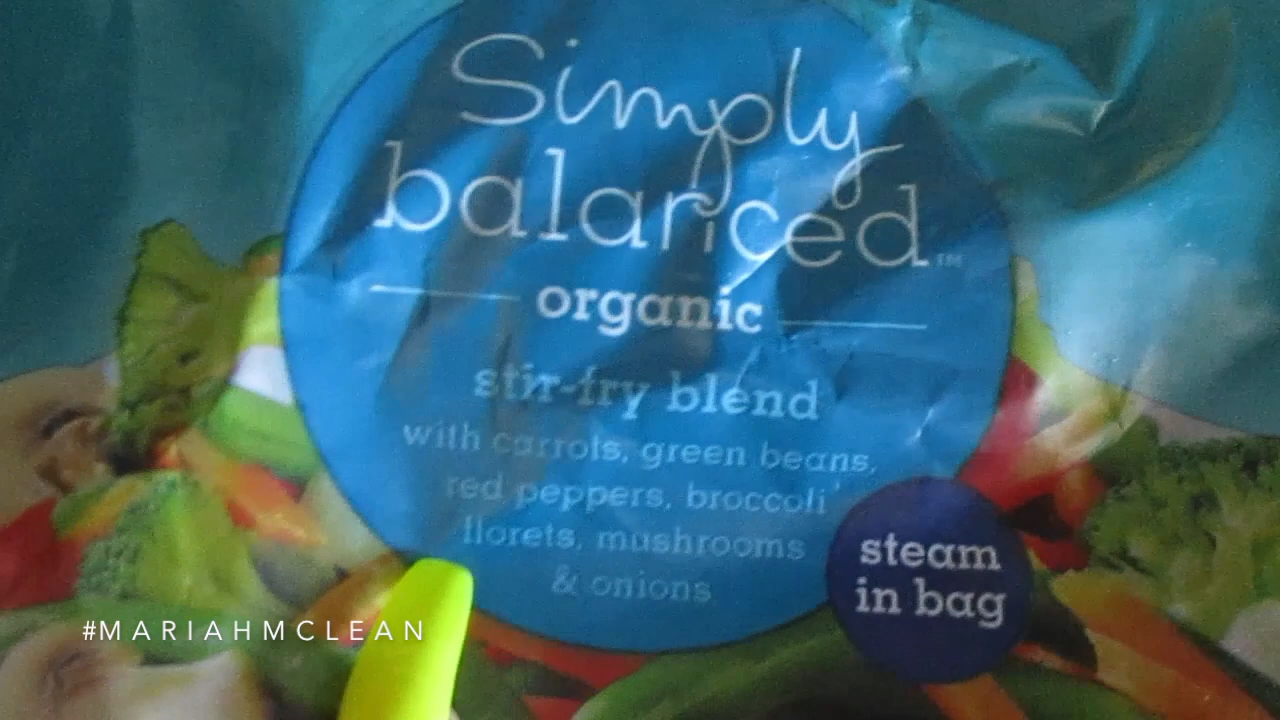 Simply
balanced™
organic
stir-fry blend
with carrots, green beans,
red peppers, broccoli
florets, mushrooms
& onions
steam
in bag
#MARIAHMCLEAN